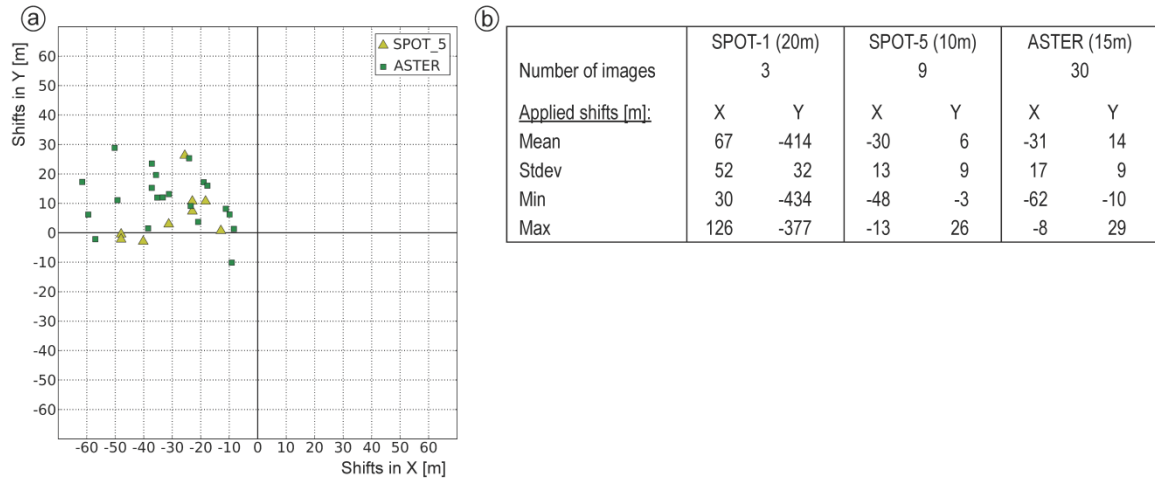 a
Shifts in Y [m]
60
50
40
30
20
10
0
-10
-20
-30
-40
-50
-60
SPOT_5
ASTER
-60 -50 -40 -30 -20 -10 0 10 20 30 40 50 60
Shifts in X [m]
b
SPOT-1 (20m) SPOT-5 (10m) ASTER (15m)
Number of images 3 9 30
Applied shifts [m]: X Y X Y X Y
Mean 67 -414 -30 6 -31 14
Stdev 52 32 13 9 17 9
Min 30 -434 -48 -3 -62 -10
Max 126 -377 -13 26 -8 29